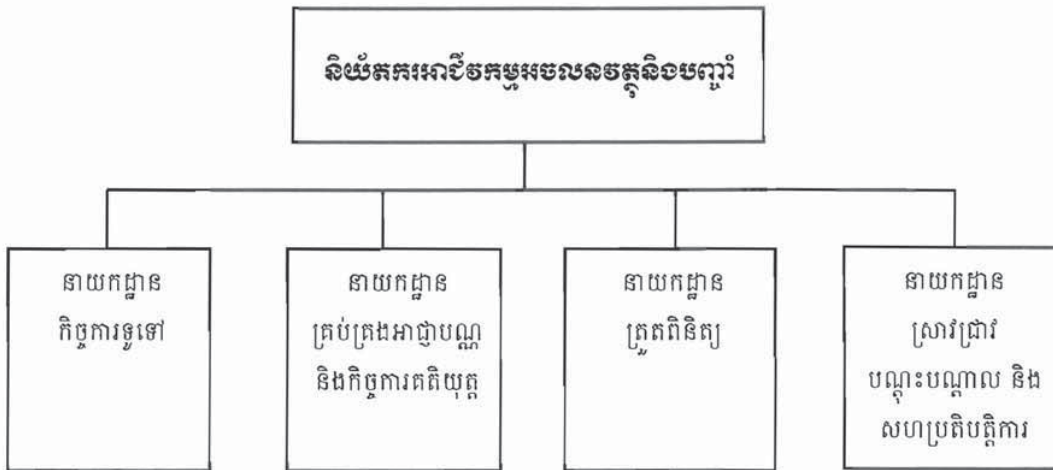 និយ័តករអាជីវកម្មអចលនវត្ថុនិងបញ្ចាំ
នាយកដ្ឋាន
កិច្ចការទូទៅ
នាយកដ្ឋាន
គ្រប់គ្រងអាជ្ញាបណ្ណ
និងកិច្ចការគតិយុត្ត
នាយកដ្ឋាន
ត្រួតពិនិត្យ
នាយកដ្ឋាន
ស្រាវជ្រាវ
បណ្តុះបណ្តាល និង
សហប្រតិបត្តិការ